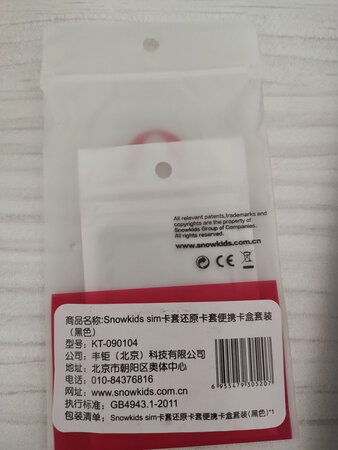 All relevant patents,trademarks and
copyrights are the property of
Snowkids Group of Companies.
All rights reserved.
www.snowkids.com.cn
CE
商品名称:Snowkids sim卡套还原卡套便携卡盒套装
（黑色）
型号： KT-090104
公司： 丰钜（北京）科技有限公司
地址： 北京市朝阳区奥体中心
电话： 010-84376816
网址： www.snowkids.com.cn
执行标准： GB4943.1-2011
包装清单： Snowkids sim卡套还原卡套便携卡盒套装(黑色)*1
6955479305207